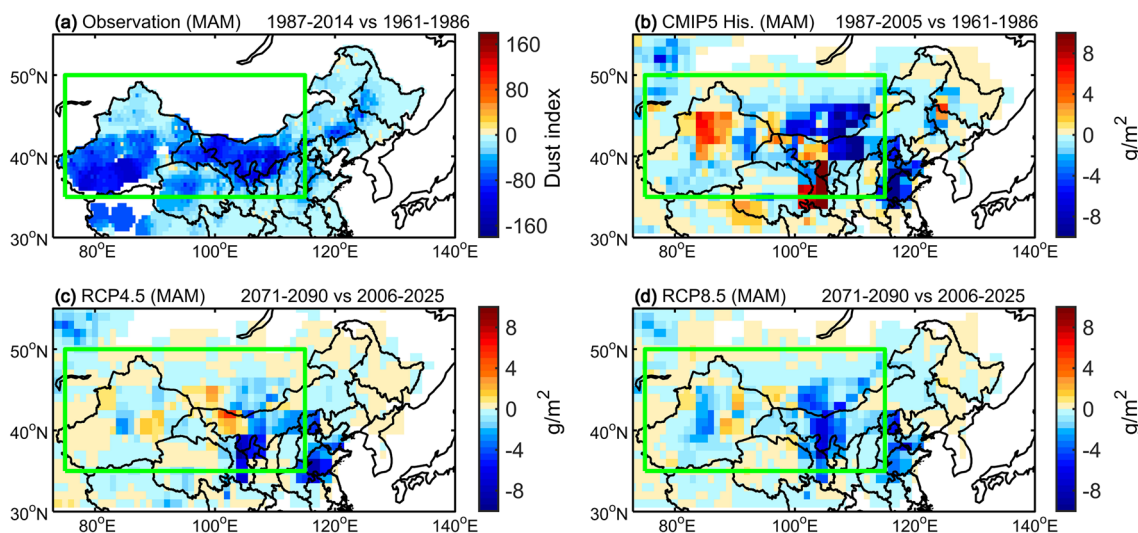 (a) Observation (MAM) 1987-2014 vs 1961-1986
50°N
40°N
30°N
80°E 100°E 120°E 140°E
160
80
0
-80
-160
Dust index
(b) CMIP5 His. (MAM) 1987-2005 vs 1961-1986
50°N
40°N
30°N
80°E 100°E 120°E 140°E
8
4
0
-4
-8
g/m²
(c) RCP4.5 (MAM) 2071-2090 vs 2006-2025
50°N
40°N
30°N
80°E 100°E 120°E 140°E
8
4
0
-4
-8
g/m²
(d) RCP8.5 (MAM) 2071-2090 vs 2006-2025
50°N
40°N
30°N
80°E 100°E 120°E 140°E
8
4
0
-4
-8
g/m²